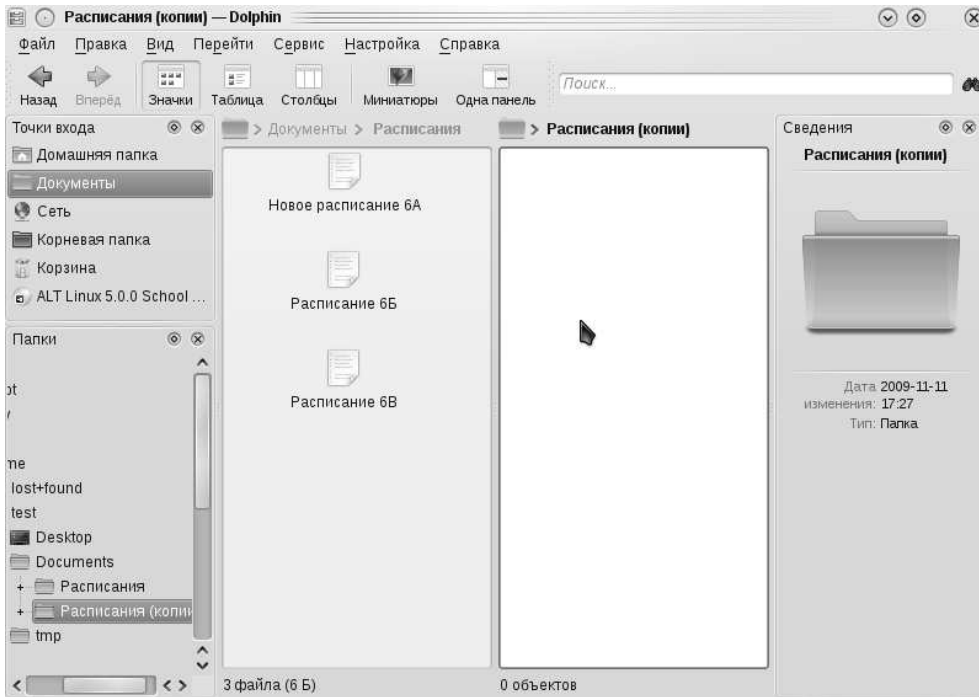 Расписания (копии) — Dolphin
Файл Правка Вид Перейти Сервис Настройка Справка
Назад Вперёд Значки Таблица Столбцы Миниатюры Одна панель Поиск...
Точки входа
Домашняя папка
Документы
Сеть
Корневая папка
Корзина
ALT Linux 5.0.0 School ...
Папки
pt
me
lost+found
test
Desktop
Documents
Расписания
Расписания (копии
tmp
> Документы > Расписания
Новое расписание 6А
Расписание 6Б
Расписание 6В
3 файла (6 Б)
> Расписания (копии)
0 объектов
Сведения
Расписания (копии)
Дата 2009-11-11
изменения: 17:27
Тип: Папка